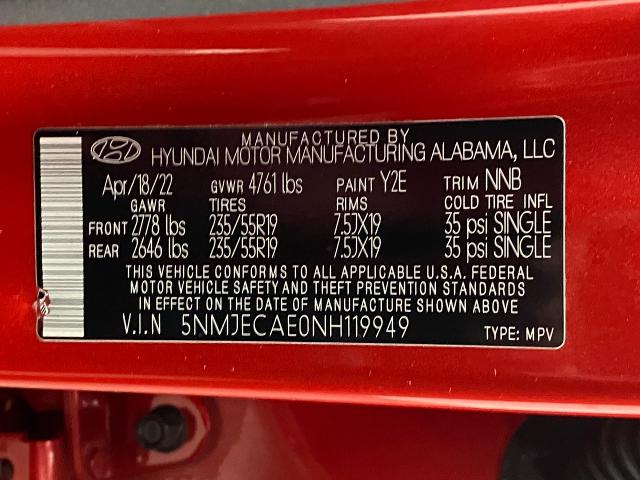 MANUFACTURED BY
HYUNDAI MOTOR MANUFACTURING ALABAMA, LLC
Apr/18/22 GVWR 4761 lbs PAINT Y2E TRIM NNB
GAWR TIRES RIMS COLD TIRE INFL
FRONT 2778 lbs 235/55R19 7.5JX19 35 psi SINGLE
REAR 2646 lbs 235/55R19 7.5JX19 35 psi SINGLE
THIS VEHICLE CONFORMS TO ALL APPLICABLE U.S.A. FEDERAL
MOTOR VEHICLE SAFETY AND THEFT PREVENTION STANDARDS
IN EFFECT ON THE DATE OF MANUFACTURE SHOWN ABOVE
V.I.N 5NMJECAE0NH119949 TYPE: MPV